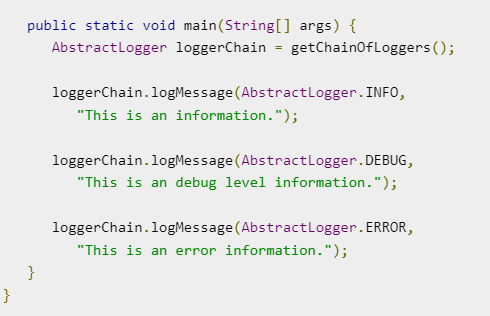 public static void main(String[] args) {
AbstractLogger loggerChain = getChainOfLoggers();
loggerChain.logMessage(AbstractLogger.INFO,
"This is an information.");
loggerChain.logMessage(AbstractLogger.DEBUG,
"This is an debug level information.");
loggerChain.logMessage(AbstractLogger.ERROR,
"This is an error information.");
}
}